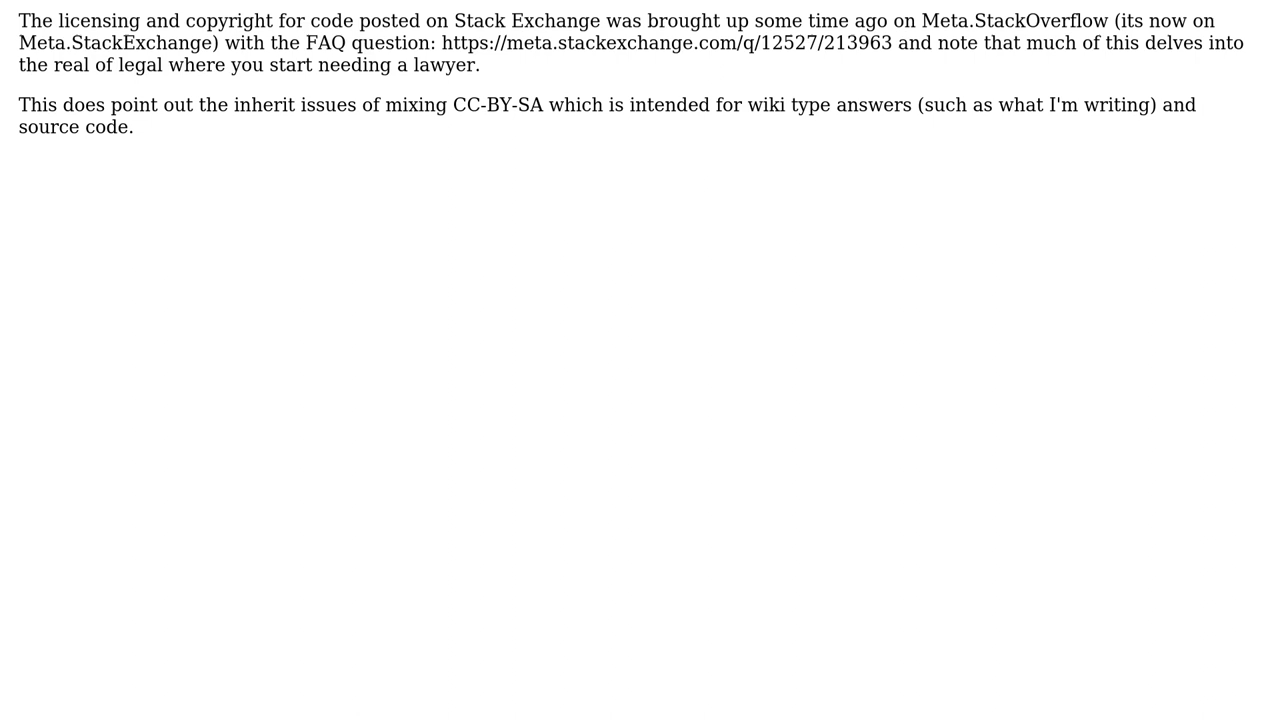 The licensing and copyright for code posted on Stack Exchange was brought up some time ago on Meta.StackOverflow (its now on
Meta.StackExchange) with the FAQ question: https://meta.stackexchange.com/q/12527/213963 and note that much of this delves into
the real of legal where you start needing a lawyer.
This does point out the inherit issues of mixing CC-BY-SA which is intended for wiki type answers (such as what I'm writing) and
source code.